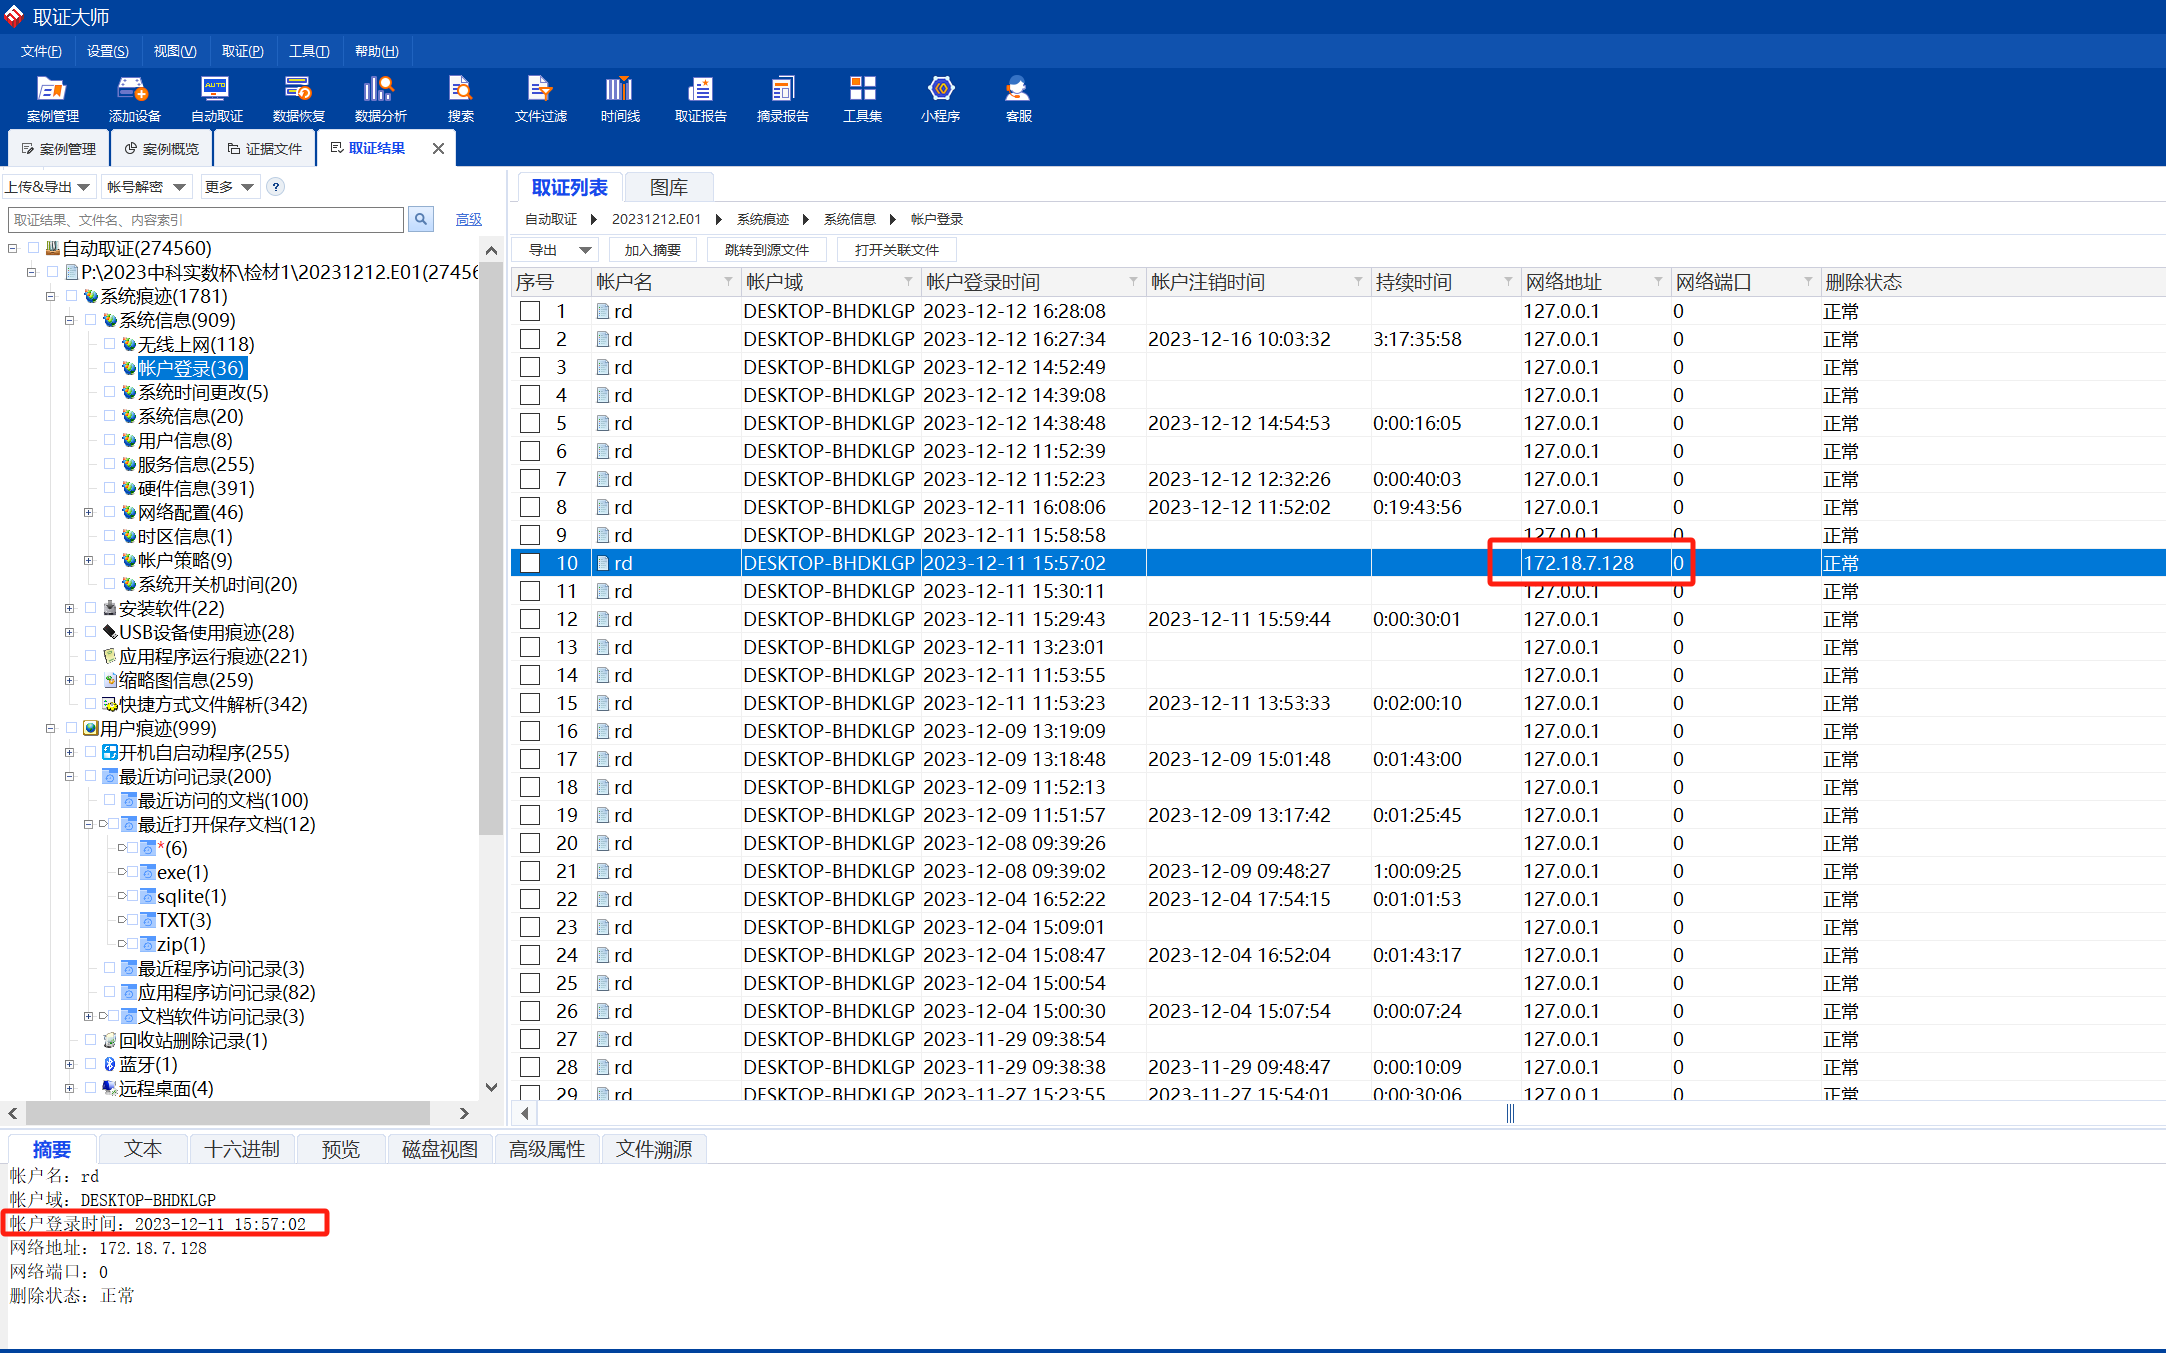 取证大师
文件(F) 设置(S) 视图(V) 取证(P) 工具(T) 帮助(H)
案例管理 添加设备 自动取证 数据恢复 数据分析 搜索 文件过滤 时间线 取证报告 摘录报告 工具集 小程序 客服
案例管理 案例概览 证据文件 取证结果
上传&导出 帐号解密 更多 ?
取证结果、文件名、内容索引 高级
自动取证(274560)
P:\2023中科实数杯\检材1\20231212.E01(27456
系统痕迹(1781)
系统信息(909)
无线上网(118)
帐户登录(36)
系统时间更改(5)
系统信息(20)
用户信息(8)
服务信息(255)
硬件信息(391)
网络配置(46)
时区信息(1)
帐户策略(9)
系统开关机时间(20)
安装软件(22)
USB设备使用痕迹(28)
应用程序运行痕迹(221)
缩略图信息(259)
快捷方式文件解析(342)
用户痕迹(999)
开机自启动程序(255)
最近访问记录(200)
最近访问的文档(100)
最近打开保存文档(12)
*(6)
exe(1)
sqlite(1)
TXT(3)
zip(1)
最近程序访问记录(3)
应用程序访问记录(82)
文档软件访问记录(3)
回收站删除记录(1)
蓝牙(1)
远程桌面(4)
取证列表 图库
自动取证 20231212.E01 系统痕迹 系统信息 帐户登录
导出 加入摘要 跳转到源文件 打开关联文件
序号 帐户名 帐户域 帐户登录时间 帐户注销时间 持续时间 网络地址 网络端口 删除状态
1 rd DESKTOP-BHDKLGP 2023-12-12 16:28:08 127.0.0.1 0 正常
2 rd DESKTOP-BHDKLGP 2023-12-12 16:27:34 2023-12-16 10:03:32 3:17:35:58 127.0.0.1 0 正常
3 rd DESKTOP-BHDKLGP 2023-12-12 14:52:49 127.0.0.1 0 正常
4 rd DESKTOP-BHDKLGP 2023-12-12 14:39:08 127.0.0.1 0 正常
5 rd DESKTOP-BHDKLGP 2023-12-12 14:38:48 2023-12-12 14:54:53 0:00:16:05 127.0.0.1 0 正常
6 rd DESKTOP-BHDKLGP 2023-12-12 11:52:39 127.0.0.1 0 正常
7 rd DESKTOP-BHDKLGP 2023-12-12 11:52:23 2023-12-12 12:32:26 0:00:40:03 127.0.0.1 0 正常
8 rd DESKTOP-BHDKLGP 2023-12-11 16:08:06 2023-12-12 11:52:02 0:19:43:56 127.0.0.1 0 正常
9 rd DESKTOP-BHDKLGP 2023-12-11 15:58:58 127.0.0.1 0 正常
10 rd DESKTOP-BHDKLGP 2023-12-11 15:57:02 172.18.7.128 0 正常
11 rd DESKTOP-BHDKLGP 2023-12-11 15:30:11 127.0.0.1 0 正常
12 rd DESKTOP-BHDKLGP 2023-12-11 15:29:43 2023-12-11 15:59:44 0:00:30:01 127.0.0.1 0 正常
13 rd DESKTOP-BHDKLGP 2023-12-11 13:23:01 127.0.0.1 0 正常
14 rd DESKTOP-BHDKLGP 2023-12-11 11:53:55 127.0.0.1 0 正常
15 rd DESKTOP-BHDKLGP 2023-12-11 11:53:23 2023-12-11 13:53:33 0:02:00:10 127.0.0.1 0 正常
16 rd DESKTOP-BHDKLGP 2023-12-09 13:19:09 127.0.0.1 0 正常
17 rd DESKTOP-BHDKLGP 2023-12-09 13:18:48 2023-12-09 15:01:48 0:01:43:00 127.0.0.1 0 正常
18 rd DESKTOP-BHDKLGP 2023-12-09 11:52:13 127.0.0.1 0 正常
19 rd DESKTOP-BHDKLGP 2023-12-09 11:51:57 2023-12-09 13:17:42 0:01:25:45 127.0.0.1 0 正常
20 rd DESKTOP-BHDKLGP 2023-12-08 09:39:26 127.0.0.1 0 正常
21 rd DESKTOP-BHDKLGP 2023-12-08 09:39:02 2023-12-09 09:48:27 1:00:09:25 127.0.0.1 0 正常
22 rd DESKTOP-BHDKLGP 2023-12-04 16:52:22 2023-12-04 17:54:15 0:01:01:53 127.0.0.1 0 正常
23 rd DESKTOP-BHDKLGP 2023-12-04 15:09:01 127.0.0.1 0 正常
24 rd DESKTOP-BHDKLGP 2023-12-04 15:08:47 2023-12-04 16:52:04 0:01:43:17 127.0.0.1 0 正常
25 rd DESKTOP-BHDKLGP 2023-12-04 15:00:54 127.0.0.1 0 正常
26 rd DESKTOP-BHDKLGP 2023-12-04 15:00:30 2023-12-04 15:07:54 0:00:07:24 127.0.0.1 0 正常
27 rd DESKTOP-BHDKLGP 2023-11-29 09:38:54 127.0.0.1 0 正常
28 rd DESKTOP-BHDKLGP 2023-11-29 09:38:38 2023-11-29 09:48:47 0:00:10:09 127.0.0.1 0 正常
29 rd DESKTOP-BHDKLGP 2023-11-27 15:23:55 2023-11-27 15:54:01 0:00:30:06 127.0.0.1 0 正常
摘要 文本 十六进制 预览 磁盘视图 高级属性 文件溯源
帐户名：rd
帐户域：DESKTOP-BHDKLGP
帐户登录时间：2023-12-11 15:57:02
网络地址：172.18.7.128
网络端口：0
删除状态：正常